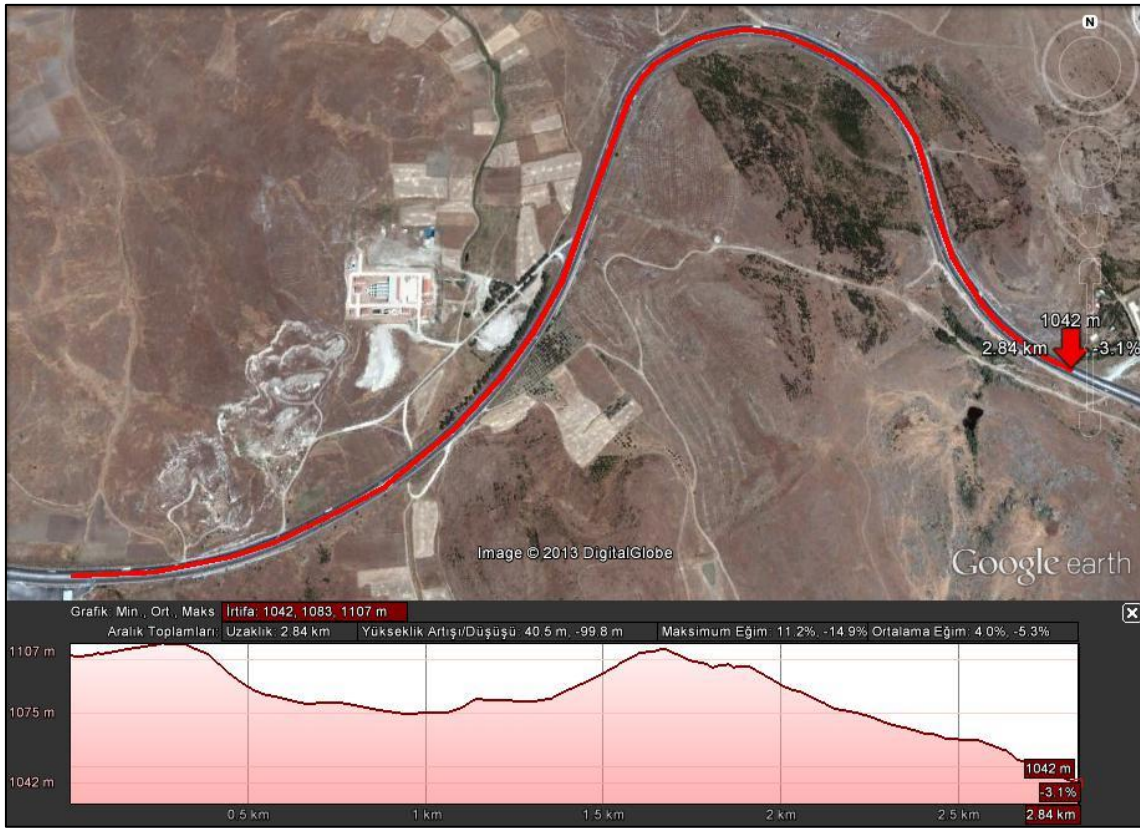 N
1042 m
2.84 km -3.1%
Image © 2013 DigitalGlobe
Google earth
Grafik: Min., Ort., Maks İrtifa: 1042, 1083, 1107 m
Aralık Toplamları: Uzaklık: 2.84 km Yükseklik Artışı/Düşüşü 40.5 m, -99.8 m Maksimum Eğim: 11.2%, -14.9% Ortalama Eğim: 4.0%, -5.3%
1107 m
1075 m
1042 m
1042 m
-3.1%
0.5 km 1 km 1.5 km 2 km 2.5 km 2.84 km